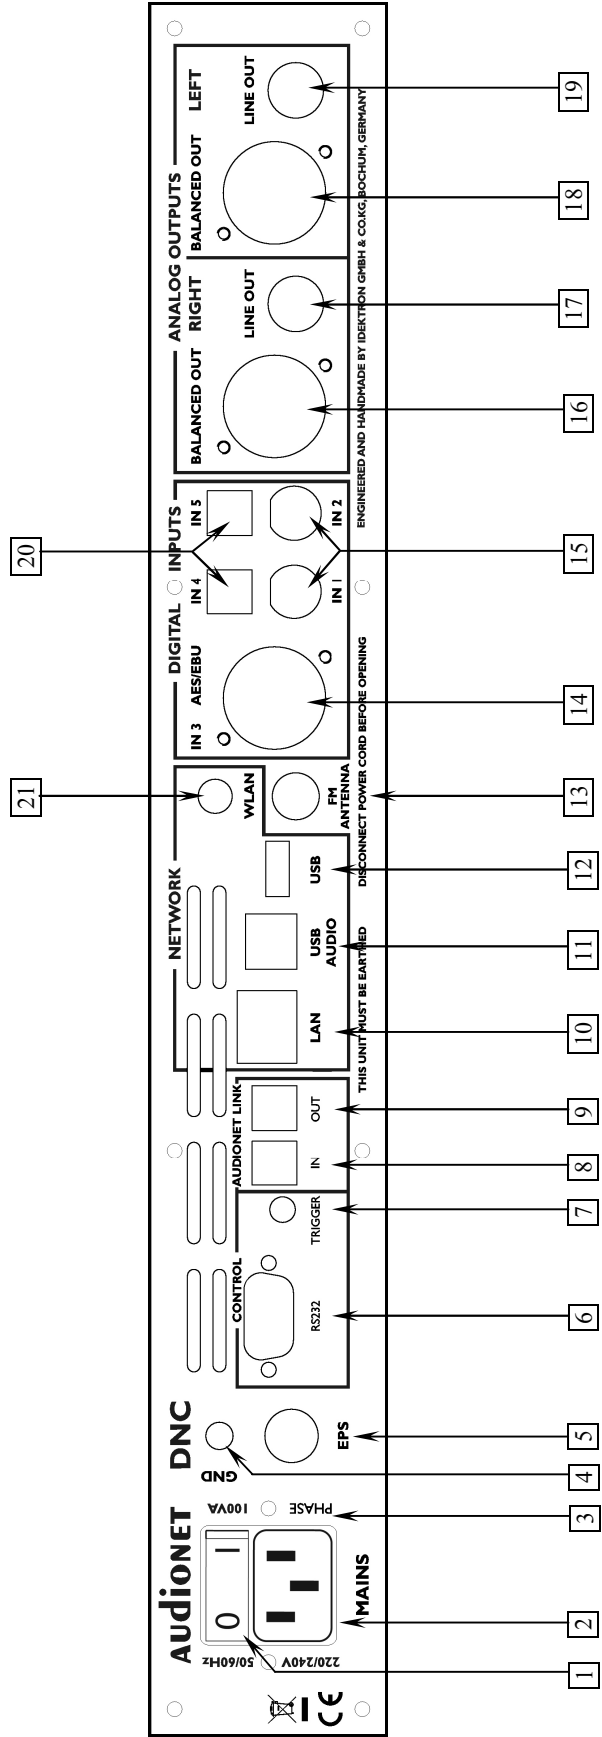 AUDIONET DNC
0 I
220/240V
50/60Hz
100VA
PHASE
MAINS
GND
EPS
CONTROL
RS232
TRIGGER
AUDIONET LINK
IN
OUT
NETWORK
LAN
USB
AUDIO
USB
WLAN
FM
ANTENNA
DIGITAL INPUTS
IN 3 AES/EBU
IN 4
IN 5
IN 1
IN 2
ANALOG OUTPUTS
RIGHT
BALANCED OUT
LINE OUT
LEFT
BALANCED OUT
LINE OUT
THIS UNIT MUST BE EARTHED
DISCONNECT POWER CORD BEFORE OPENING
ENGINEERED AND HANDMADE BY IDEKTRON GMBH & CO.KG, BOCHUM, GERMANY
CE
1
2
3
4
5
6
7
8
9
10
11
12
13
14
15
16
17
18
19
20
21